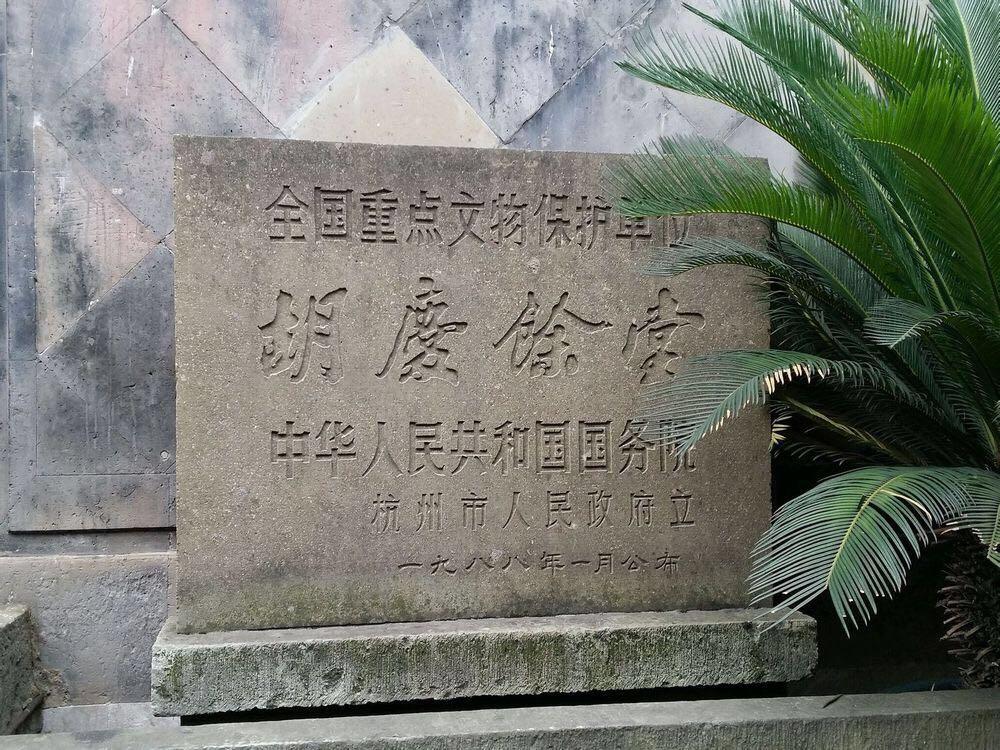 全国重点文物保护单位
胡慶馀堂
中华人民共和国国务院
杭州市人民政府立
一九八八年一月公布